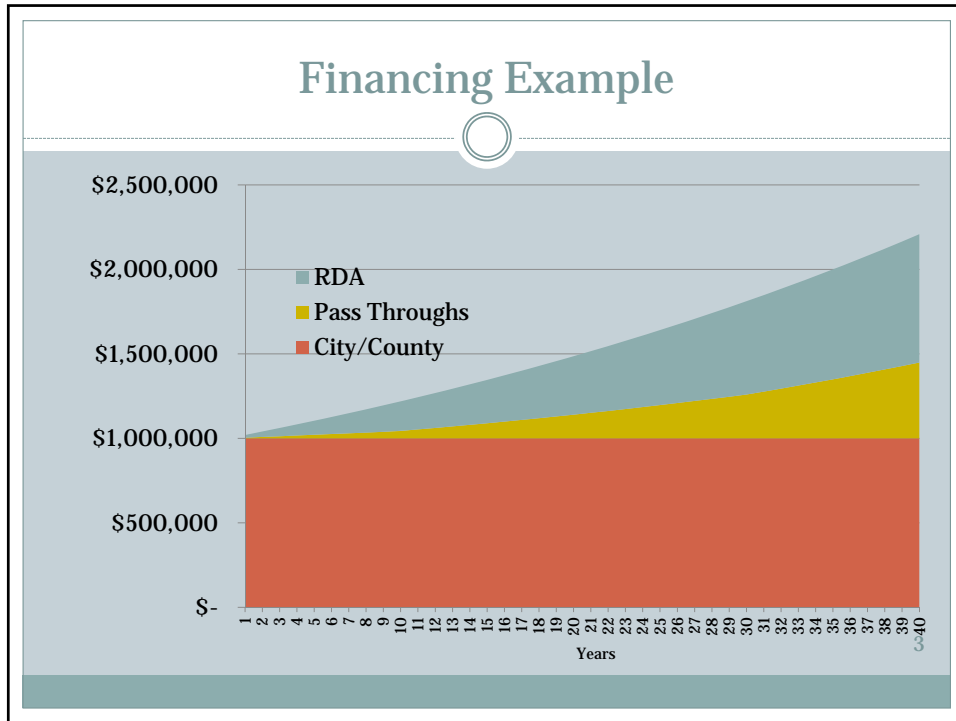 Financing Example
$2,500,000
$2,000,000
$1,500,000
$1,000,000
$500,000
$-
RDA
Pass Throughs
City/County
1 2 3 4 5 6 7 8 9 10 11 12 13 14 15 16 17 18 19 20 21 22 23 24 25 26 27 28 29 30 31 32 33 34 35 36 37 38 39 40
Years
3